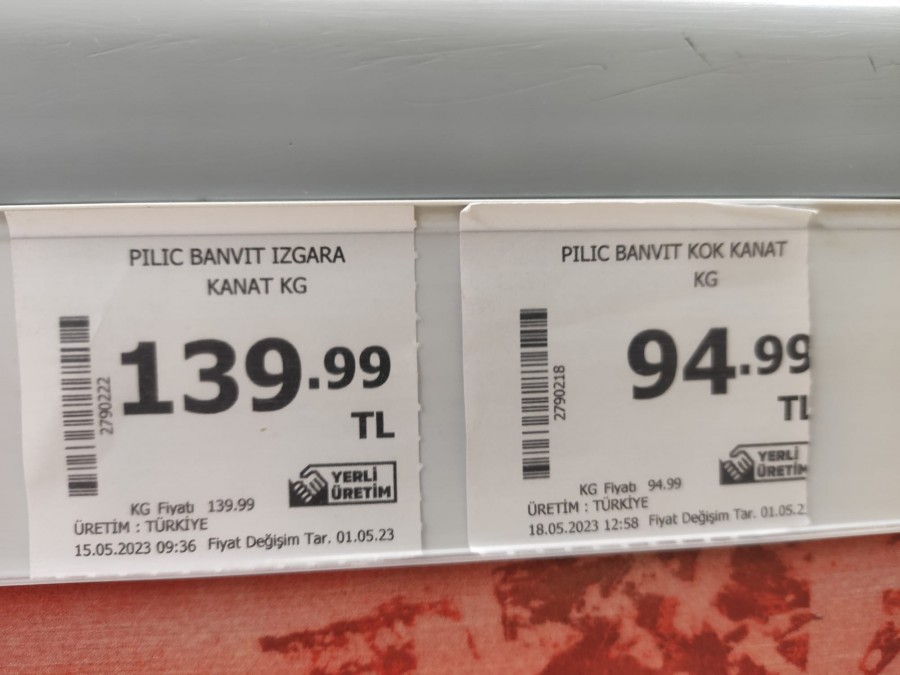 PILIC BANVIT IZGARA
KANAT KG
139.99
TL
2790222
YERLİ
ÜRETİM
KG Fiyatı 139.99
ÜRETİM : TÜRKİYE
15.05.2023 09:36 Fiyat Değişim Tar. 01.05.23
PILIC BANVIT KOK KANAT
KG
94.99
TL
2790218
YERLİ
ÜRETİM
KG Fiyatı 94.99
ÜRETİM : TÜRKİYE
18.05.2023 12:58 Fiyat Değişim Tar. 01.05.2